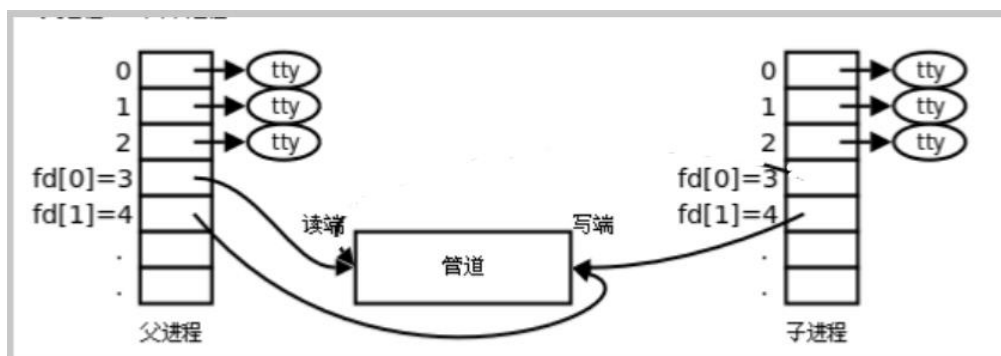 0 tty 0 tty
1 tty 1 tty
2 tty 2 tty
fd[0]=3 fd[0]=3
fd[1]=4 读端 写端 fd[1]=4
. 管道 .
. .
父进程 子进程